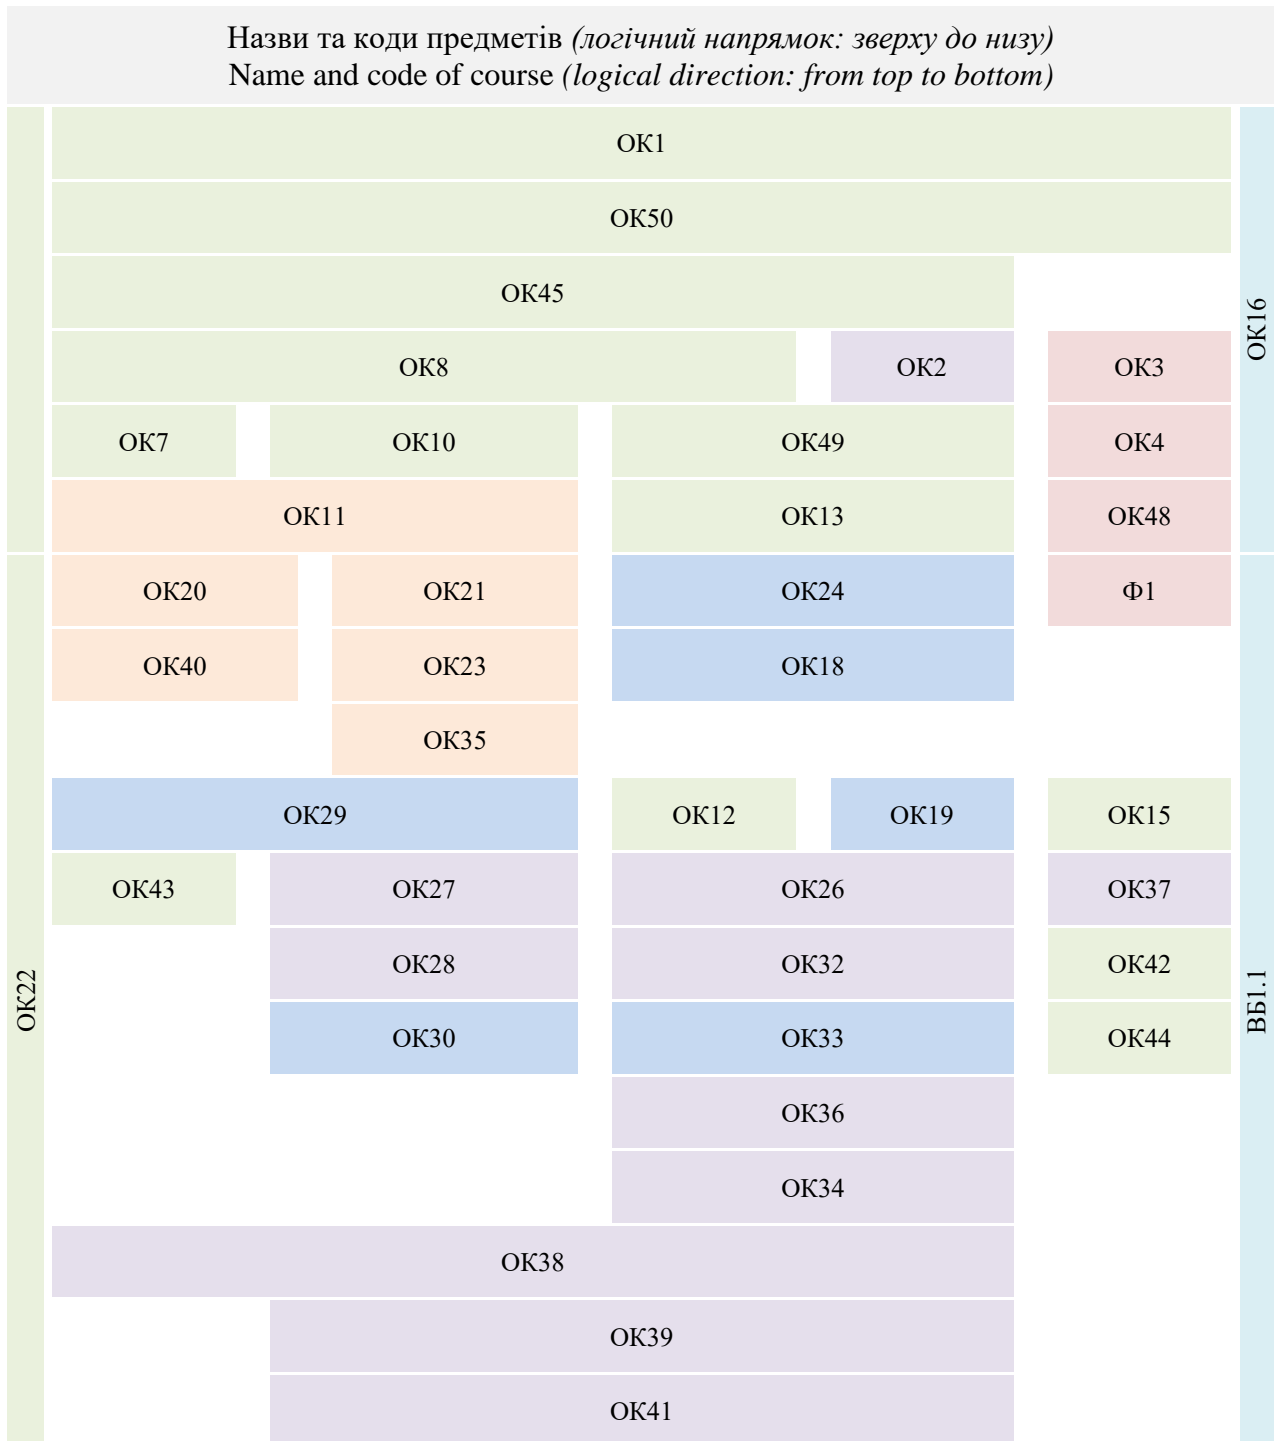 Назви та коди предметів (логічний напрямок: зверху до низу)
Name and code of course (logical direction: from top to bottom)
ОК1
ОК50
ОК45
ОК16
ОК8 ОК2 ОК3
ОК7 ОК10 ОК49 ОК4
ОК11 ОК13 ОК48
ОК20 ОК21 ОК24 Ф1
ОК40 ОК23 ОК18
ОК35
ОК29 ОК12 ОК19 ОК15
ОК43 ОК27 ОК26 ОК37
ОК28 ОК32 ОК42
ОК22
ВБ1.1
ОК30 ОК33 ОК44
ОК36
ОК34
ОК38
ОК39
ОК41